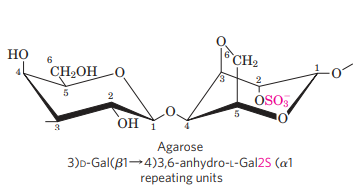 HO
6
CH₂OH
O
4
5
2
OH
3
1
O
4
O
6
CH₂
3
2
OSO₃⁻
5
O
1
O
Agarose
3)D-Gal(β1→4)3,6-anhydro-L-Gal2S (α1
repeating units